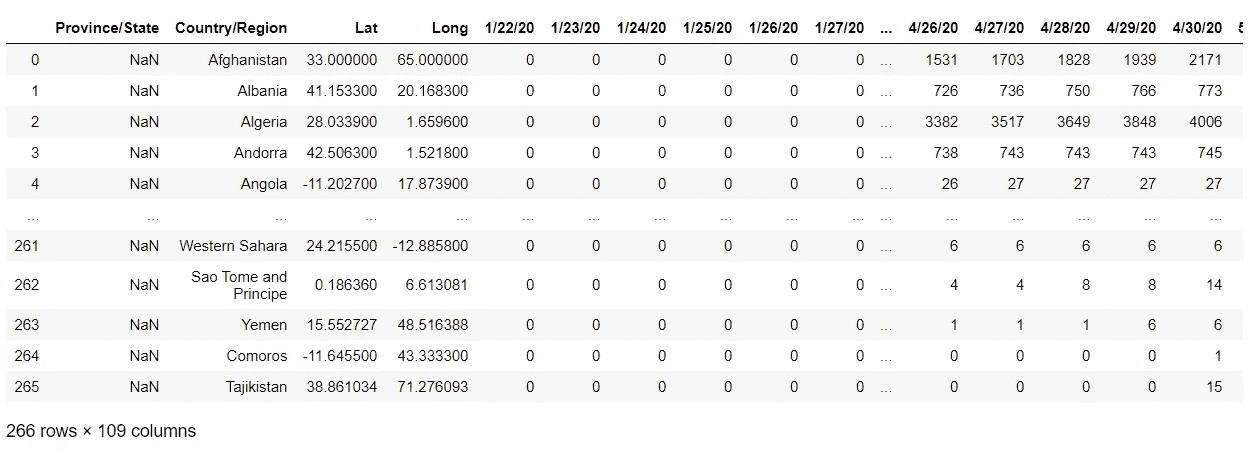 Province/State Country/Region Lat Long 1/22/20 1/23/20 1/24/20 1/25/20 1/26/20 1/27/20 ... 4/26/20 4/27/20 4/28/20 4/29/20 4/30/20
0 NaN Afghanistan 33.000000 65.000000 0 0 0 0 0 0 ... 1531 1703 1828 1939 2171
1 NaN Albania 41.153300 20.168300 0 0 0 0 0 0 ... 726 736 750 766 773
2 NaN Algeria 28.033900 1.659600 0 0 0 0 0 0 ... 3382 3517 3649 3848 4006
3 NaN Andorra 42.506300 1.521800 0 0 0 0 0 0 ... 738 743 743 743 745
4 NaN Angola -11.202700 17.873900 0 0 0 0 0 0 ... 26 27 27 27 27
... ... ... ... ... ... ... ... ... ... ... ... ... ... ... ... ...
261 NaN Western Sahara 24.215500 -12.885800 0 0 0 0 0 0 ... 6 6 6 6 6
262 NaN Sao Tome and Principe 0.186360 6.613081 0 0 0 0 0 0 ... 4 4 8 8 14
263 NaN Yemen 15.552727 48.516388 0 0 0 0 0 0 ... 1 1 1 6 6
264 NaN Comoros -11.645500 43.333300 0 0 0 0 0 0 ... 0 0 0 0 1
265 NaN Tajikistan 38.861034 71.276093 0 0 0 0 0 0 ... 0 0 0 0 15
266 rows × 109 columns